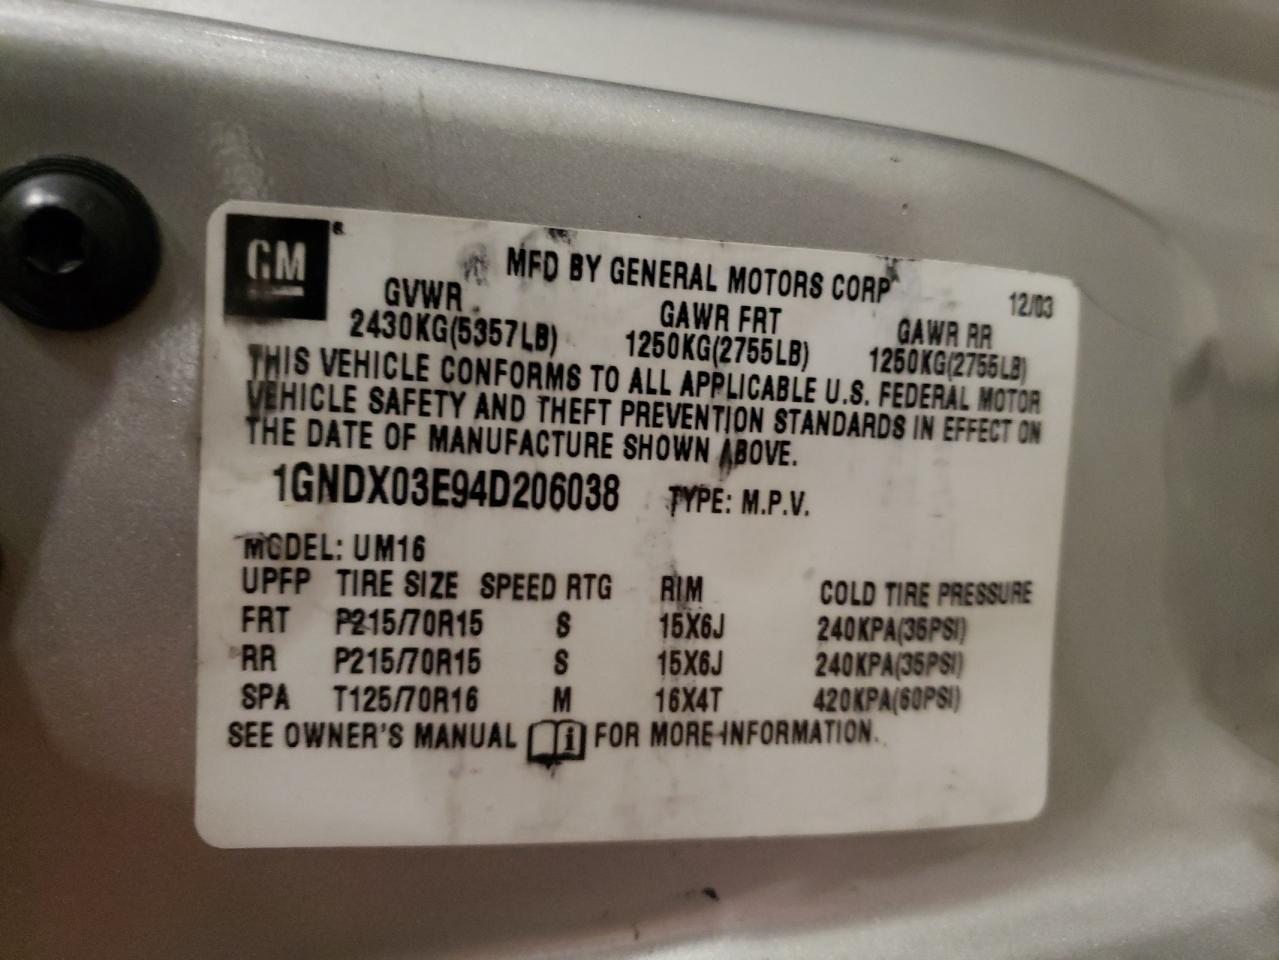 GM ®
MFD BY GENERAL MOTORS CORP 12/03
GVWR GAWR FRT GAWR RR
2430KG(5357LB) 1250KG(2755LB) 1250KG(2755LB)
THIS VEHICLE CONFORMS TO ALL APPLICABLE U.S. FEDERAL MOTOR
VEHICLE SAFETY AND THEFT PREVENTION STANDARDS IN EFFECT ON
THE DATE OF MANUFACTURE SHOWN ABOVE.
1GNDX03E94D206038 TYPE: M.P.V.
MODEL: UM16
UPFP TIRE SIZE SPEED RTG RIM COLD TIRE PRESSURE
FRT P215/70R15 S 15X6J 240KPA(35PSI)
RR P215/70R15 S 15X6J 240KPA(35PSI)
SPA T125/70R16 M 16X4T 420KPA(60PSI)
SEE OWNER'S MANUAL i FOR MORE INFORMATION.